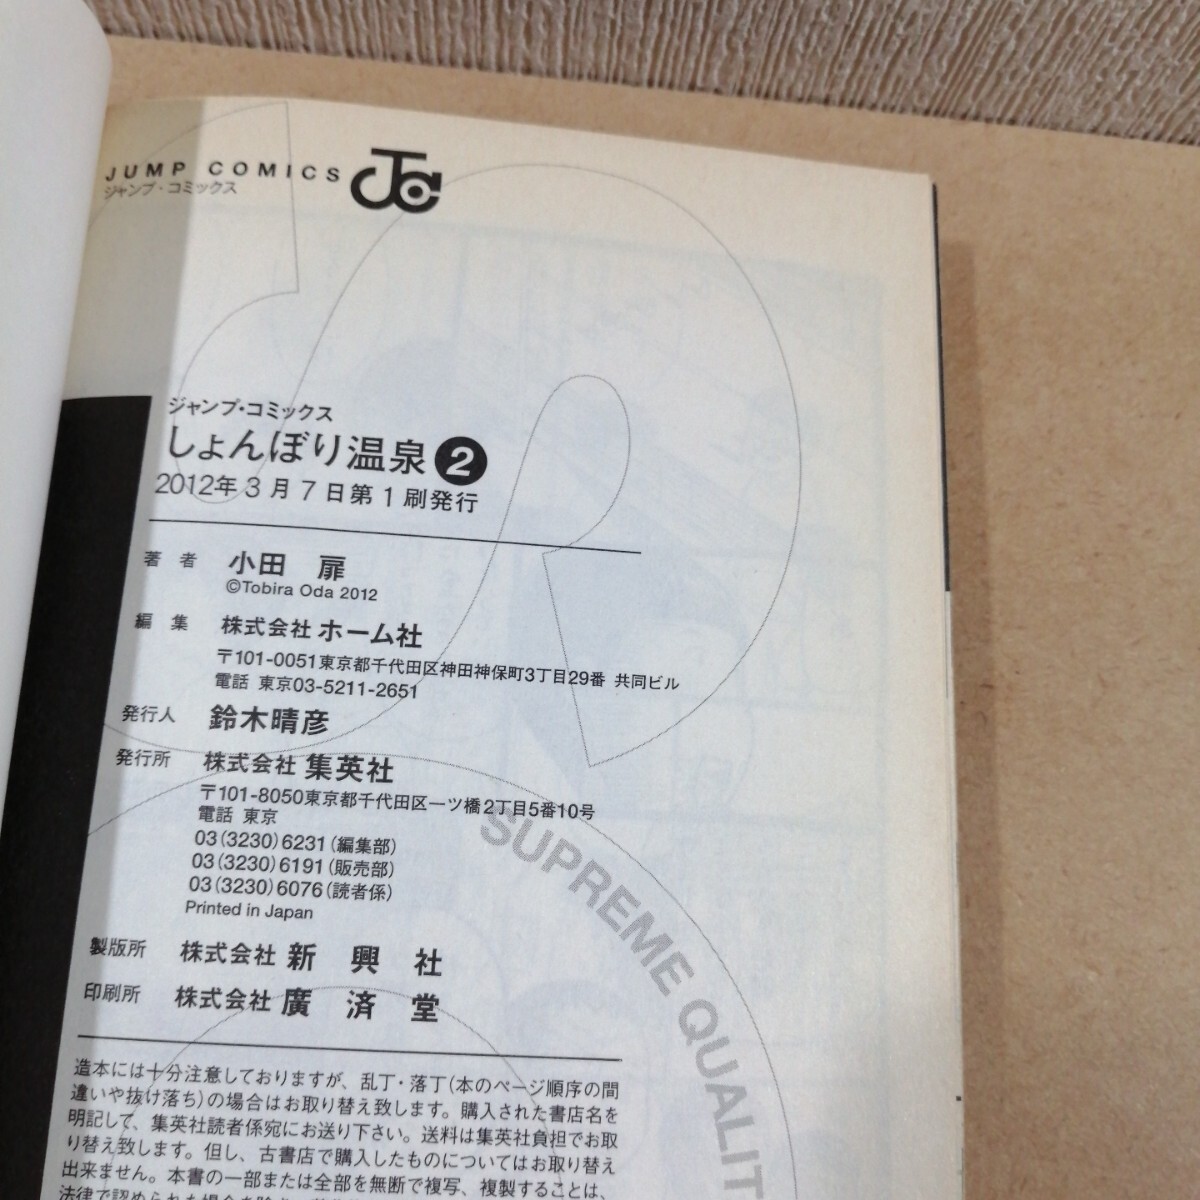 JUMP COMICS
ジャンプ・コミックス
ジャンプ・コミックス
しょんぼり温泉 2
2012年3月7日第1刷発行
著者 小田 扉
©Tobira Oda 2012
編集 株式会社 ホーム社
〒101-0051東京都千代田区神田神保町3丁目29番 共同ビル
電話 東京03-5211-2651
発行人 鈴木晴彦
発行所 株式会社 集英社
〒101-8050東京都千代田区一ツ橋2丁目5番10号
電話 東京
03(3230)6231(編集部)
03(3230)6191(販売部)
03(3230)6076(読者係)
Printed in Japan
製版所 株式会社 新興社
印刷所 株式会社 廣済堂
造本には十分注意しておりますが、乱丁・落丁(本のページ順序の間
違いや抜け落ち)の場合はお取り替え致します。購入された書店名を
明記して、集英社読者係宛にお送り下さい。送料は集英社負担でお取
り替え致します。但し、古書店で購入したものについてはお取り替え
出来ません。本書の一部または全部を無断で複写、複製することは、
法律で認められた場合を除き、
SUPREME QUALIT